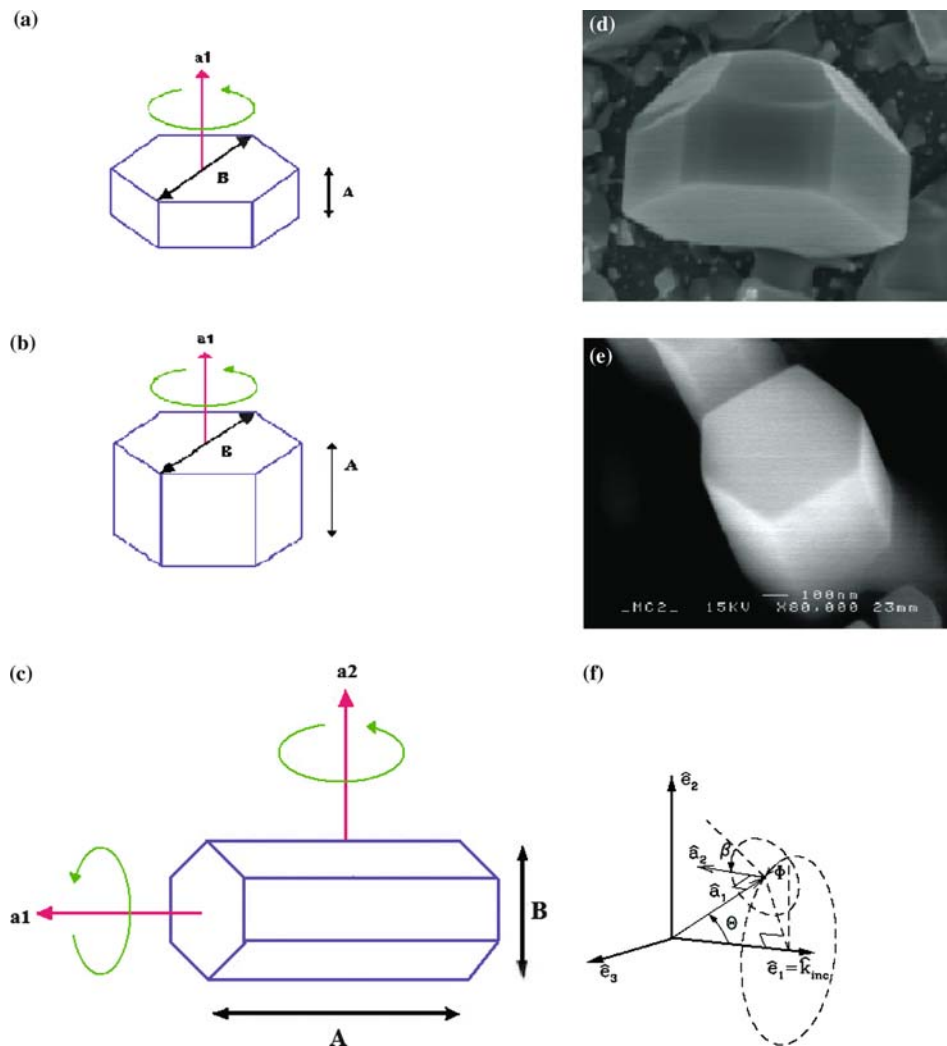 (a)
a1
B
A
(b)
a1
B
A
(c)
a2
a1
B
A
(d)
(e)
100nm
_MC2_ 15KV X80,000 23mm
(f)
ê₂
β
â₂
Φ
â₁
Θ
ê₃
ê₁=k̂inc